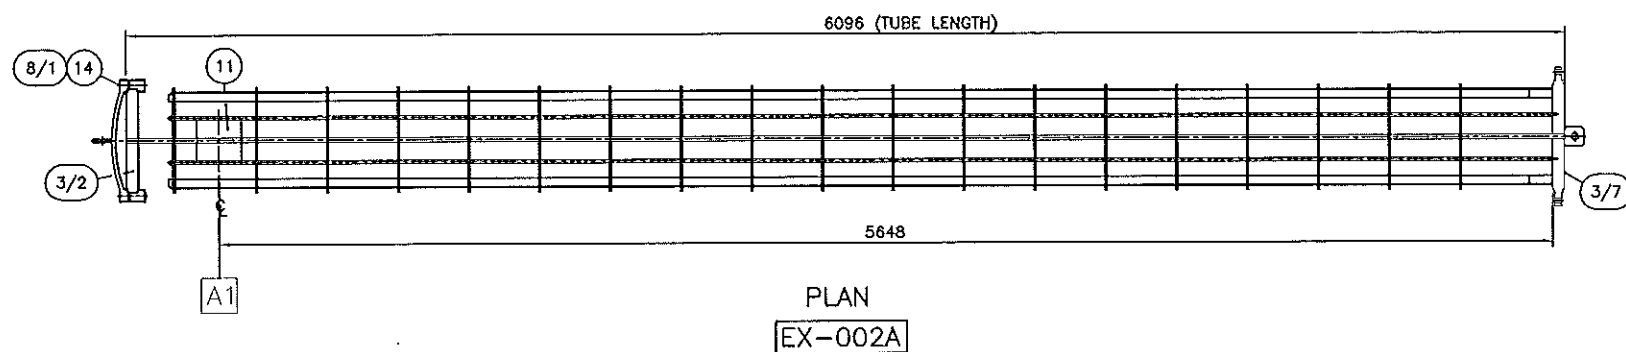 6096 (TUBE LENGTH)
8/1 14
11
3/2
3/7
℄
5648
A1
PLAN
EX-002A